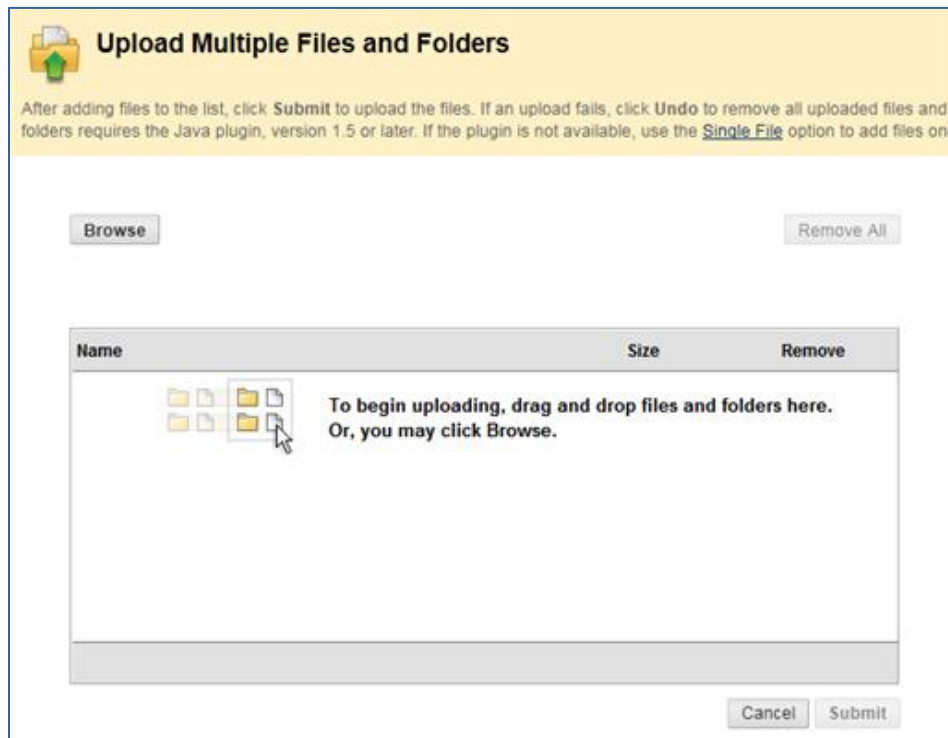 Upload Multiple Files and Folders
After adding files to the list, click Submit to upload the files. If an upload fails, click Undo to remove all uploaded files and
folders requires the Java plugin, version 1.5 or later. If the plugin is not available, use the Single File option to add files on
Browse
Remove All
Name Size Remove
To begin uploading, drag and drop files and folders here.
Or, you may click Browse.
Cancel Submit